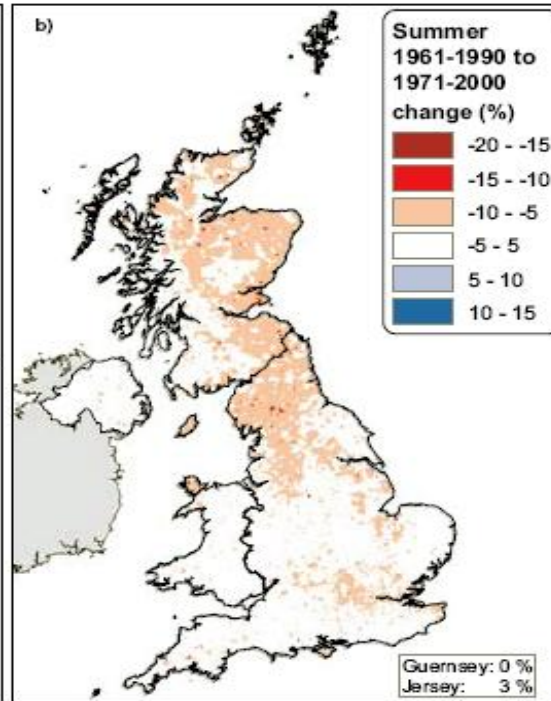 b)
Summer
1961-1990 to
1971-2000
change (%)
-20 - -15
-15 - -10
-10 - -5
-5 - 5
5 - 10
10 - 15
Guernsey: 0 %
Jersey: 3 %